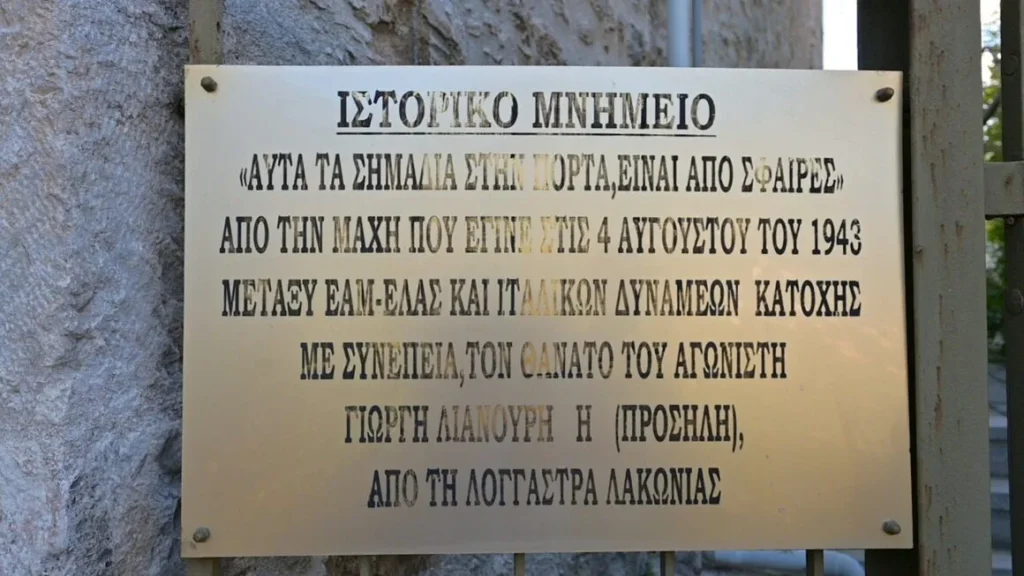 ΙΣΤΟΡΙΚΟ ΜΝΗΜΕΙΟ
«ΑΥΤΑ ΤΑ ΣΗΜΑΔΙΑ ΣΤΗΝ ΠΟΡΤΑ,ΕΙΝΑΙ ΑΠΟ ΣΦΑΙΡΕΣ»
ΑΠΟ ΤΗΝ ΜΑΧΗ ΠΟΥ ΕΓΙΝΕ ΣΤΙΣ 4 ΑΥΓΟΥΣΤΟΥ ΤΟΥ 1943
ΜΕΤΑΞΥ ΕΑΜ-ΕΛΑΣ ΚΑΙ ΙΤΑΛΙΚΩΝ ΔΥΝΑΜΕΩΝ ΚΑΤΟΧΗΣ
ΜΕ ΣΥΝΕΠΕΙΑ,ΤΟΝ ΘΑΝΑΤΟ ΤΟΥ ΑΓΩΝΙΣΤΗ
ΓΙΩΡΓΗ ΛΙΑΝΟΥΡΗ Η (ΠΡΟΣΗΛΗ),
ΑΠΟ ΤΗ ΛΟΓΓΑΣΤΡΑ ΛΑΚΩΝΙΑΣ